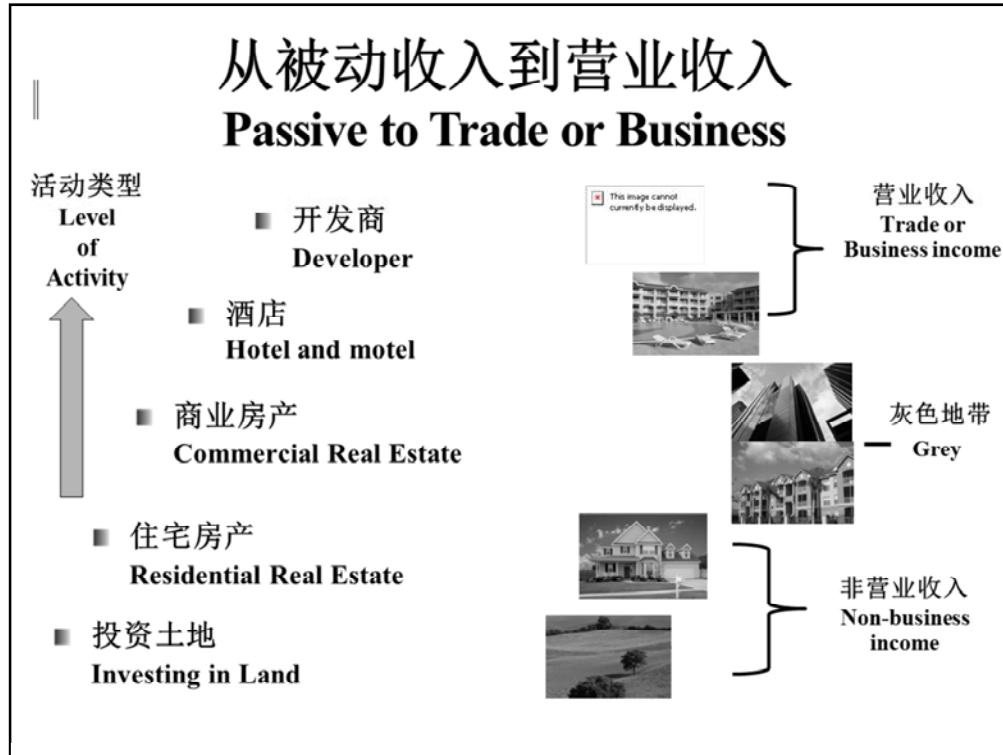 从被动收入到营业收入
Passive to Trade or Business
活动类型
Level
of
Activity
开发商
Developer
酒店
Hotel and motel
商业房产
Commercial Real Estate
住宅房产
Residential Real Estate
投资土地
Investing in Land
This image cannot
currently be displayed.
营业收入
Trade or
Business income
灰色地带
Grey
非营业收入
Non-business
income